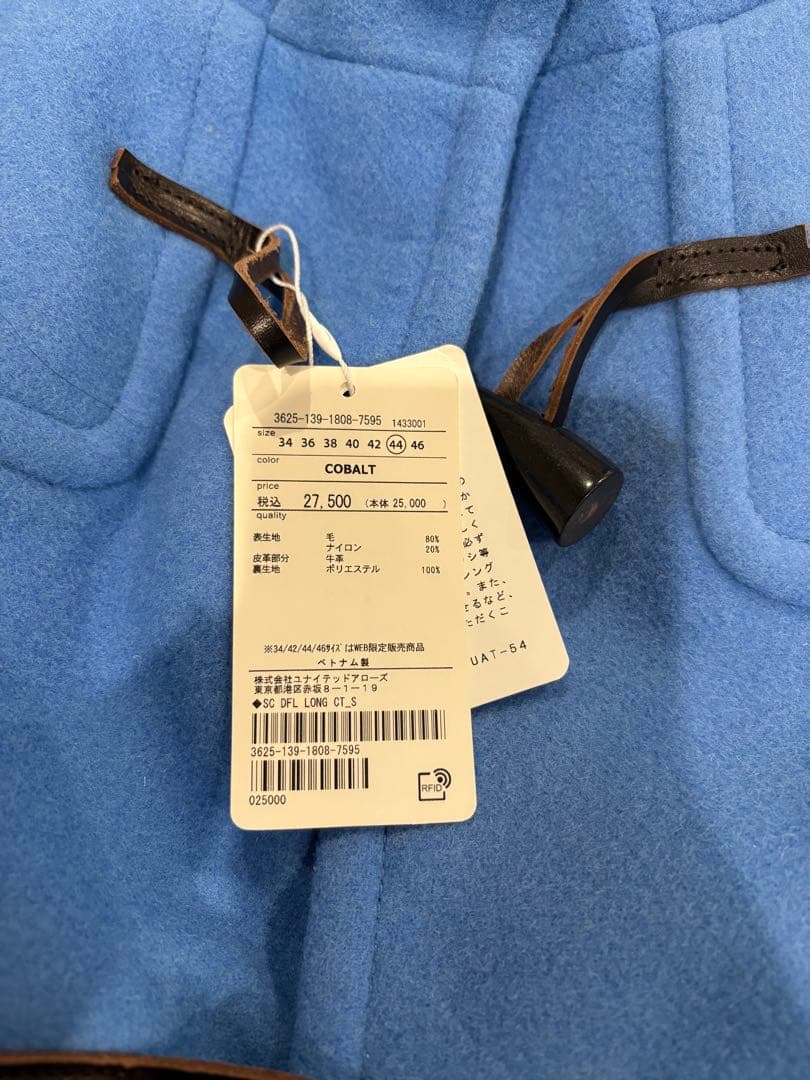 3625-139-1808-7595 1433001
size 34 36 38 40 42 44 46
color
COBALT
price
税込 27,500 (本体 25,000 )
quality
表生地 毛 80%
ナイロン 20%
皮革部分 牛革
裏生地 ポリエステル 100%
※34/42/44/46ｻｲｽﾞはWEB限定販売商品
ベトナム製
株式会社ユナイテッドアローズ
東京都港区赤坂8-1-19
◆SC DFL LONG CT_S
3625-139-1808-7595
025000
RFID
の
か
て
しく
必ず
シ等
ング
。また、
せるなど、
ただくこ
UAT-54